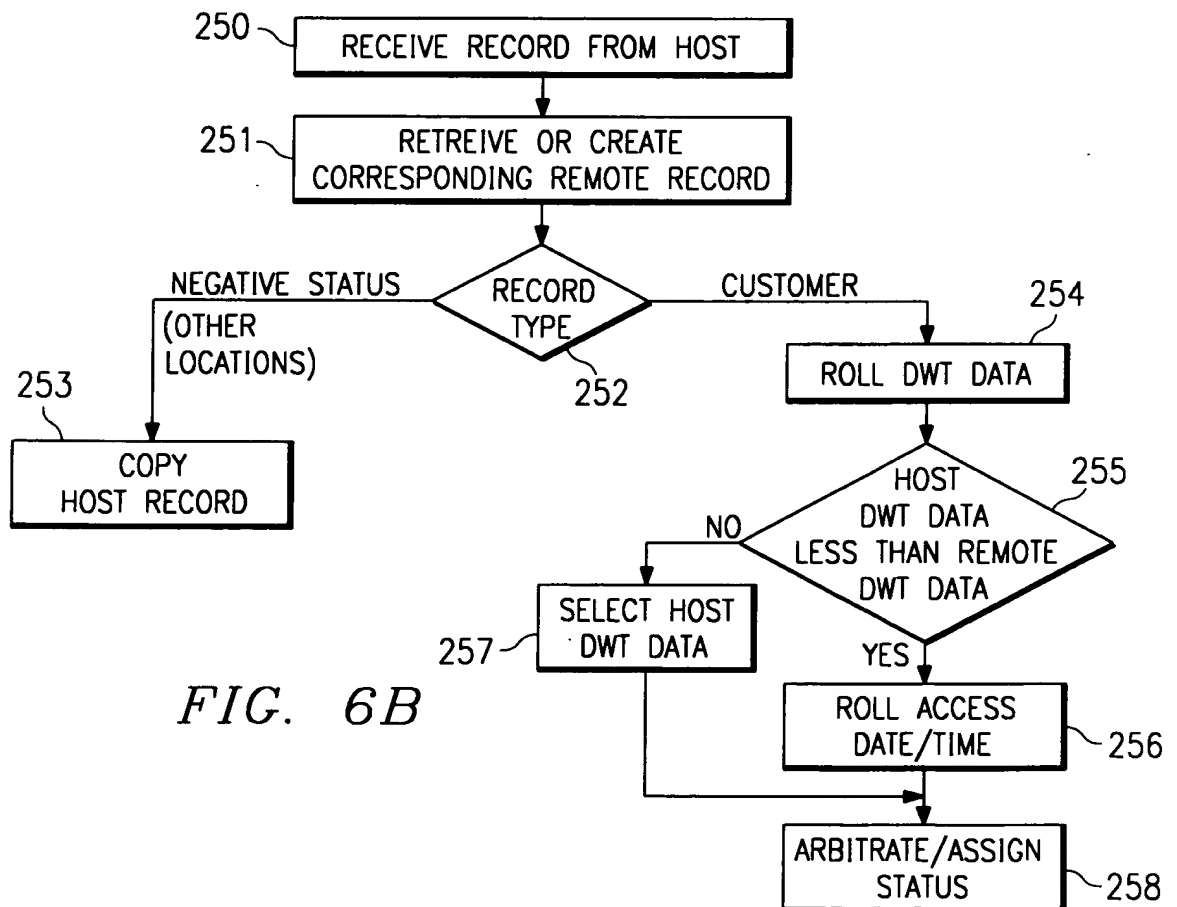 250
RECEIVE RECORD FROM HOST
251
RETREIVE OR CREATE
CORRESPONDING REMOTE RECORD
NEGATIVE STATUS
(OTHER
LOCATIONS)
RECORD
TYPE
252
CUSTOMER
253
COPY
HOST RECORD
254
ROLL DWT DATA
HOST
DWT DATA
LESS THAN REMOTE
DWT DATA
255
NO
SELECT HOST
DWT DATA
257
YES
ROLL ACCESS
DATE/TIME
256
ARBITRATE/ASSIGN
STATUS
258
FIG. 6B